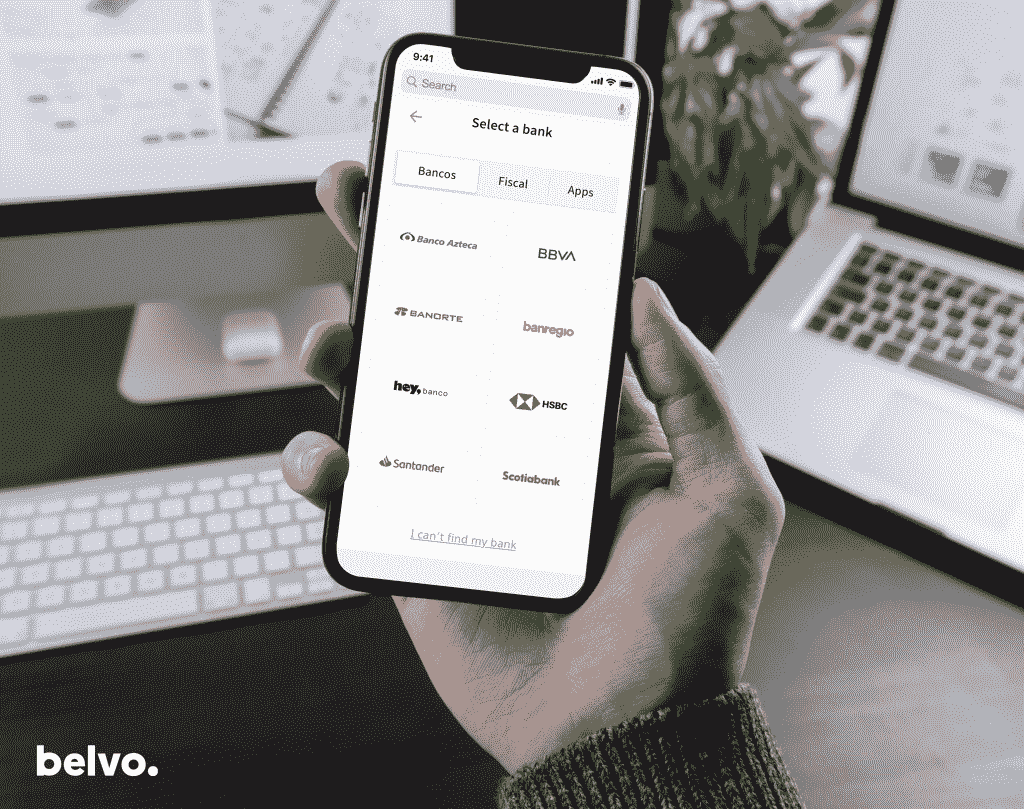 9:41
Search
Select a bank
Bancos Fiscal Apps
Banco Azteca BBVA
BANORTE banregio
hey, banco HSBC
Santander Scotiabank
I can't find my bank
belvo.